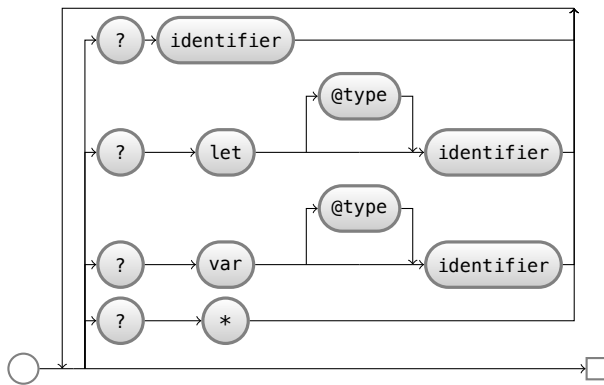 ? identifier
@type
? let identifier
@type
? var identifier
? *